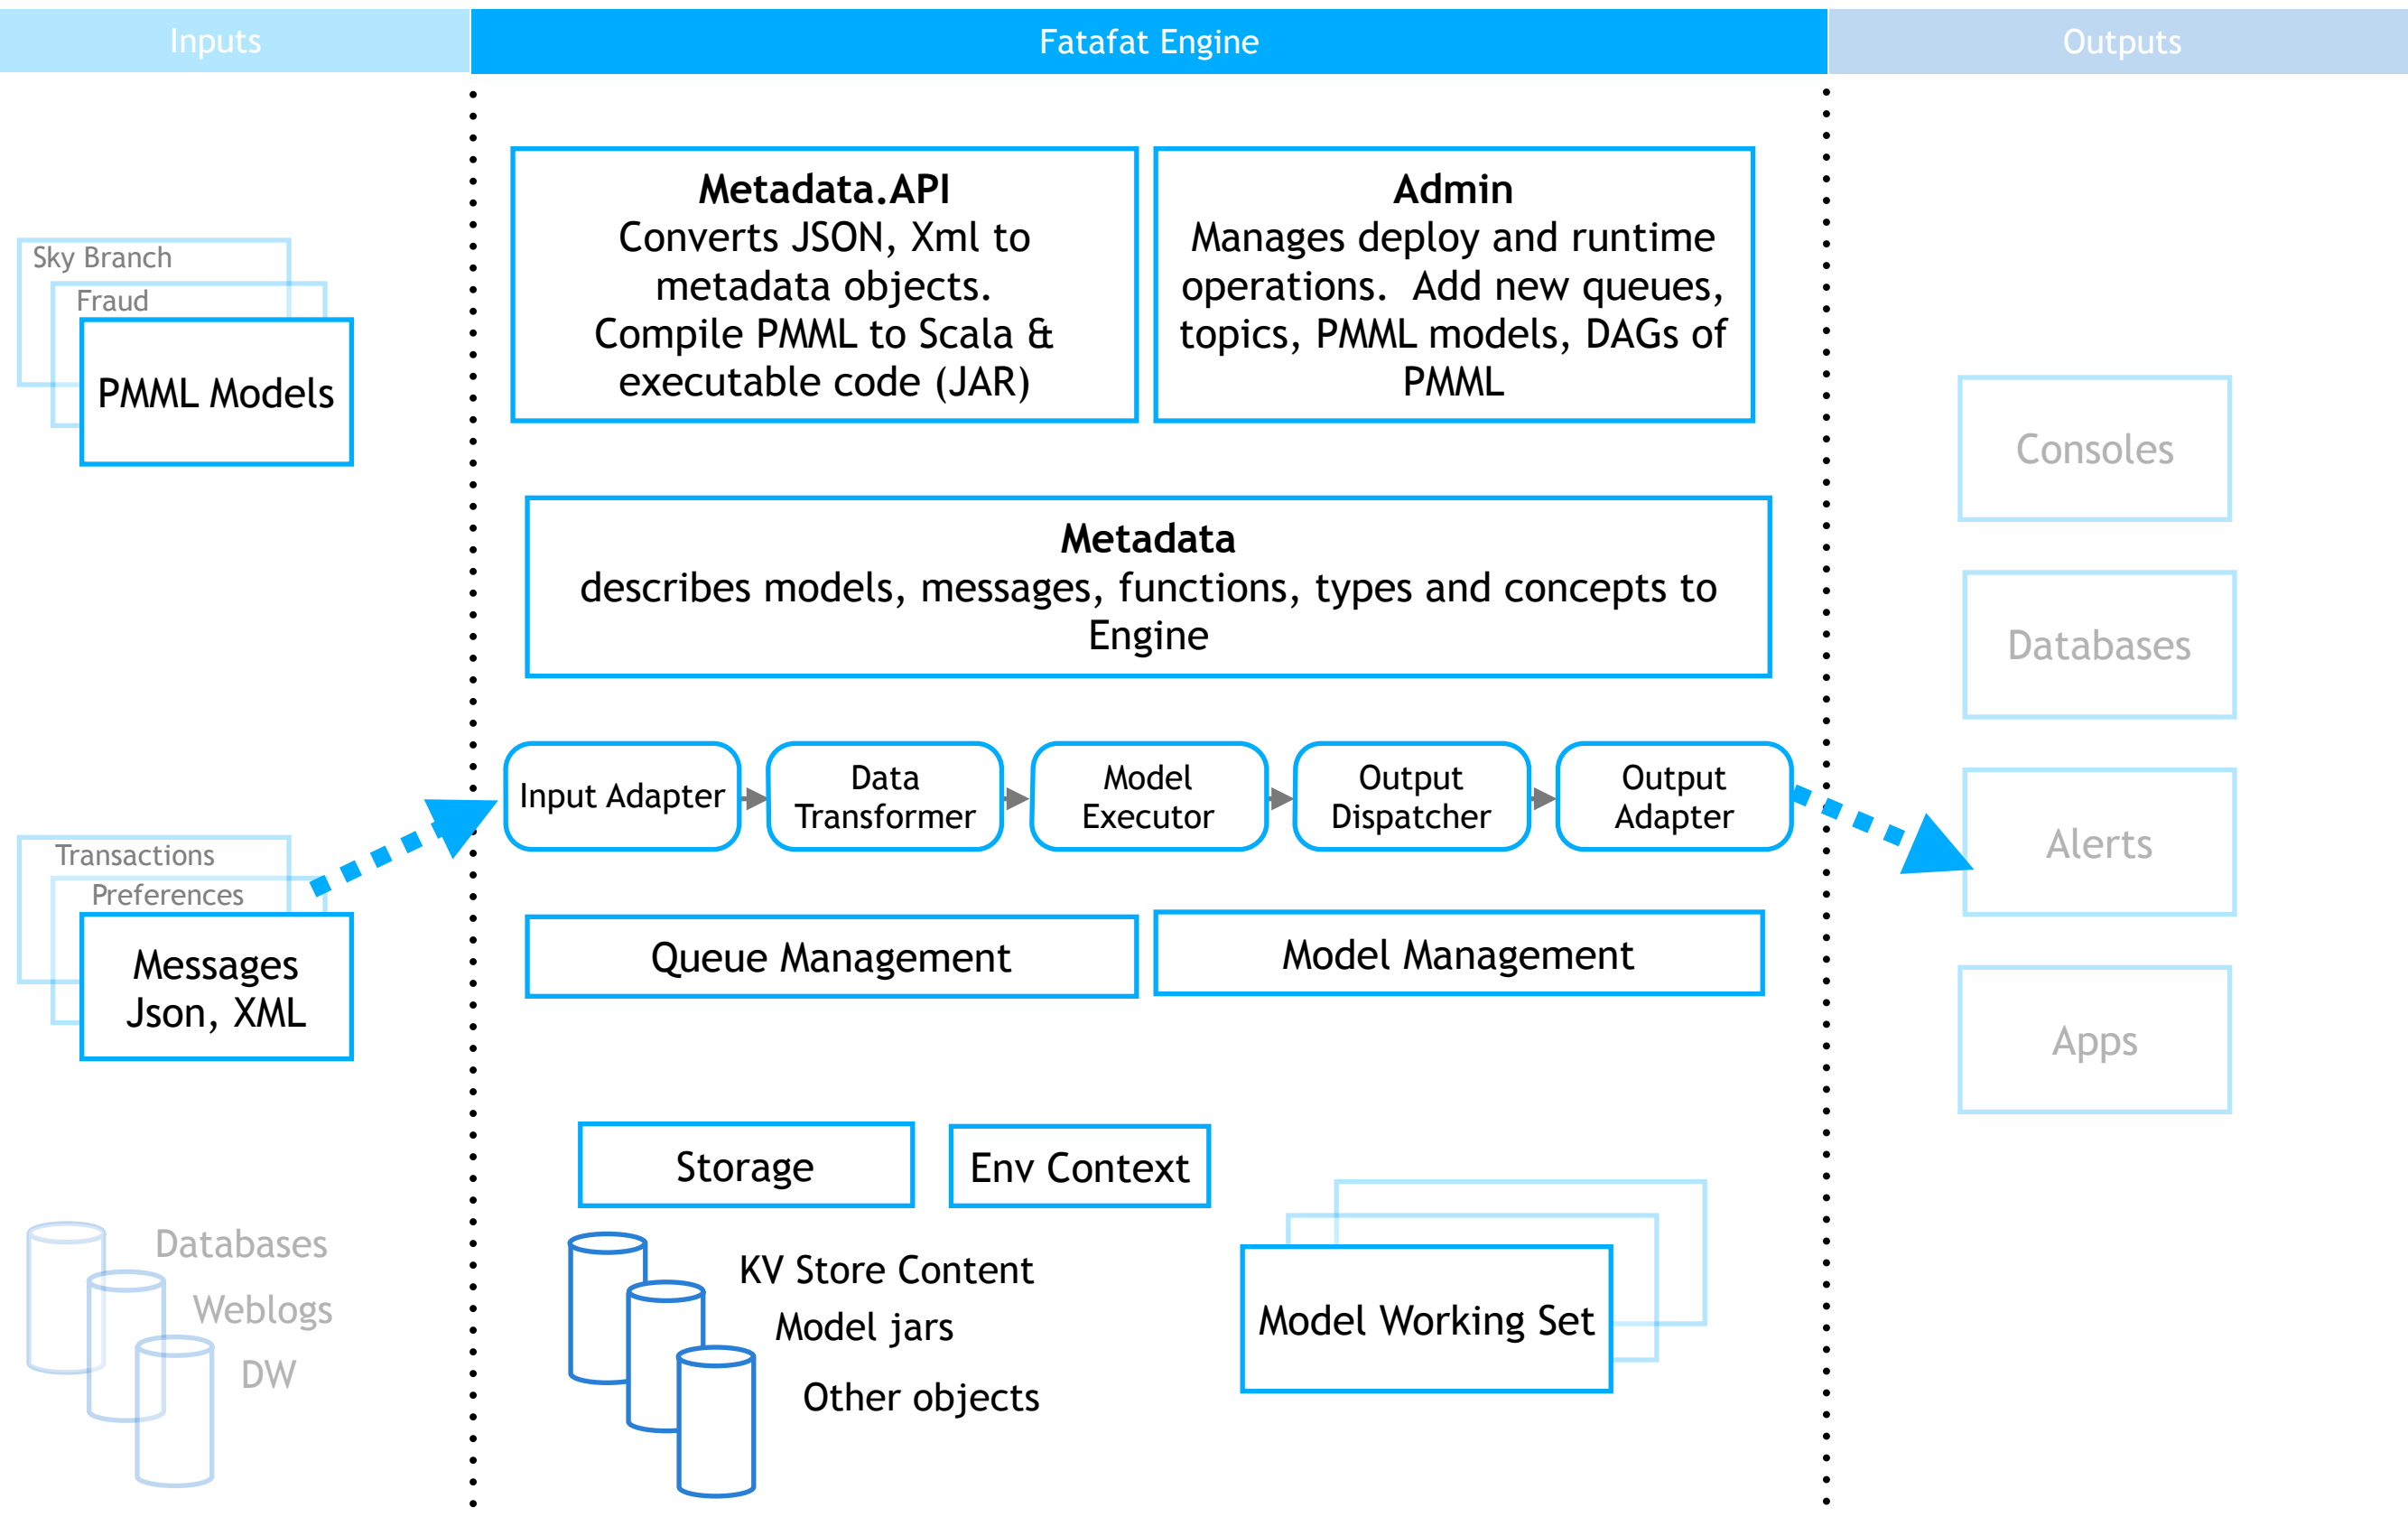 Inputs
Fatafat Engine
Outputs
Sky Branch
Fraud
PMML Models
Metadata.API
Converts JSON, Xml to
metadata objects.
Compile PMML to Scala &
executable code (JAR)
Admin
Manages deploy and runtime
operations.  Add new queues,
topics, PMML models, DAGs of
PMML
Metadata
describes models, messages, functions, types and concepts to
Engine
Consoles
Databases
Alerts
Apps
Input Adapter
Data
Transformer
Model
Executor
Output
Dispatcher
Output
Adapter
Transactions
Preferences
Messages
Json, XML
Queue Management
Model Management
Storage
Env Context
Databases
Weblogs
DW
KV Store Content
Model jars
Other objects
Model Working Set